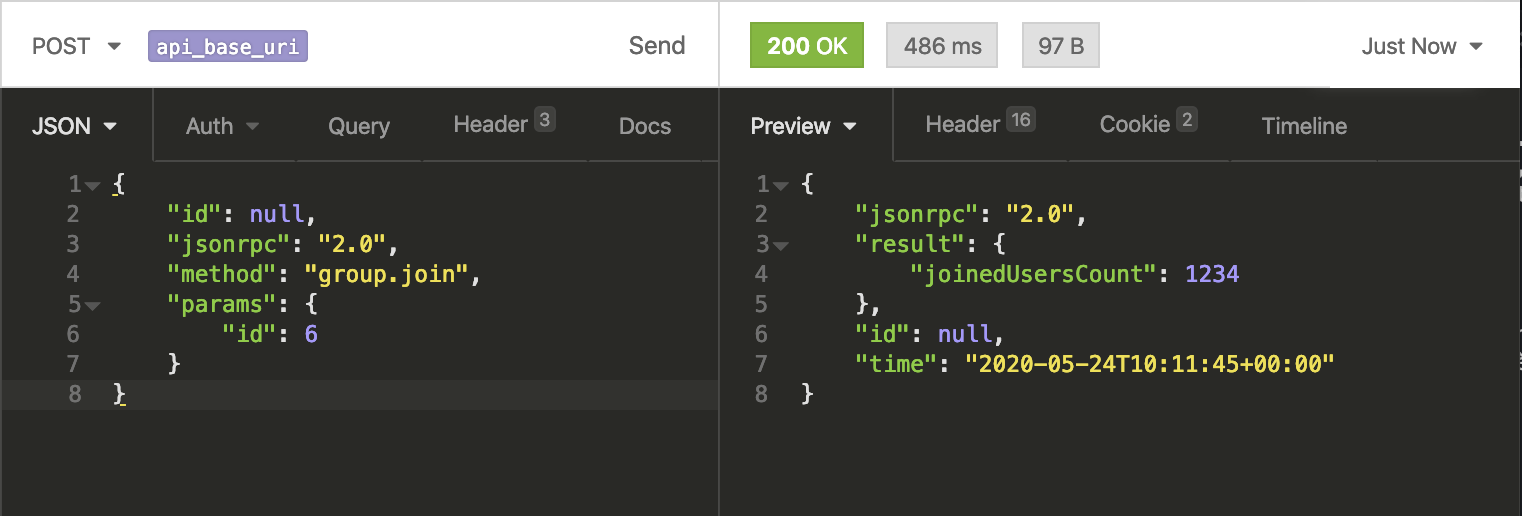 POST api_base_uri Send 200 OK 486 ms 97 B Just Now
JSON Auth Query Header 3 Docs Preview Header 16 Cookie 2 Timeline
1 {
2 "id": null,
3 "jsonrpc": "2.0",
4 "method": "group.join",
5 "params": {
6 "id": 6
7 }
8 }
1 {
2 "jsonrpc": "2.0",
3 "result": {
4 "joinedUsersCount": 1234
5 },
6 "id": null,
7 "time": "2020-05-24T10:11:45+00:00"
8 }